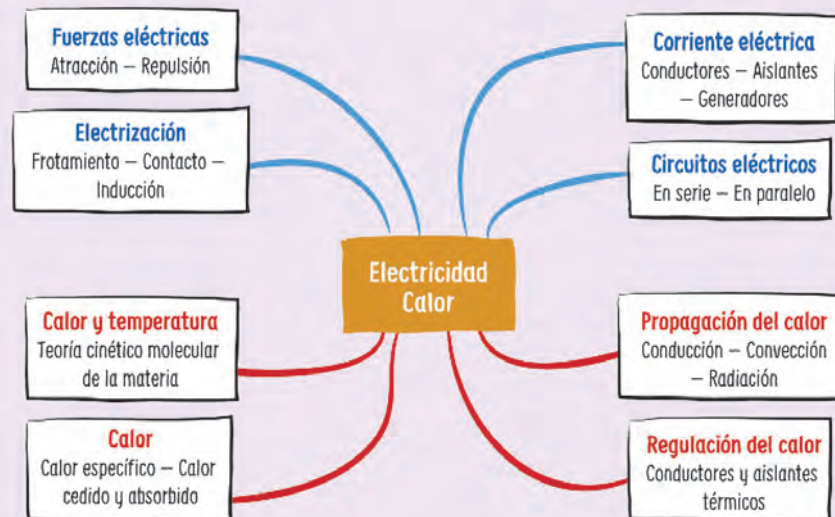 Fuerzas eléctricas
Atracción – Repulsión
Electrización
Frotamiento – Contacto –
Inducción
Corriente eléctrica
Conductores – Aislantes
– Generadores
Circuitos eléctricos
En serie – En paralelo
Electricidad
Calor
Calor y temperatura
Teoría cinético molecular
de la materia
Calor
Calor específico – Calor
cedido y absorbido
Propagación del calor
Conducción – Convección
– Radiación
Regulación del calor
Conductores y aislantes
térmicos